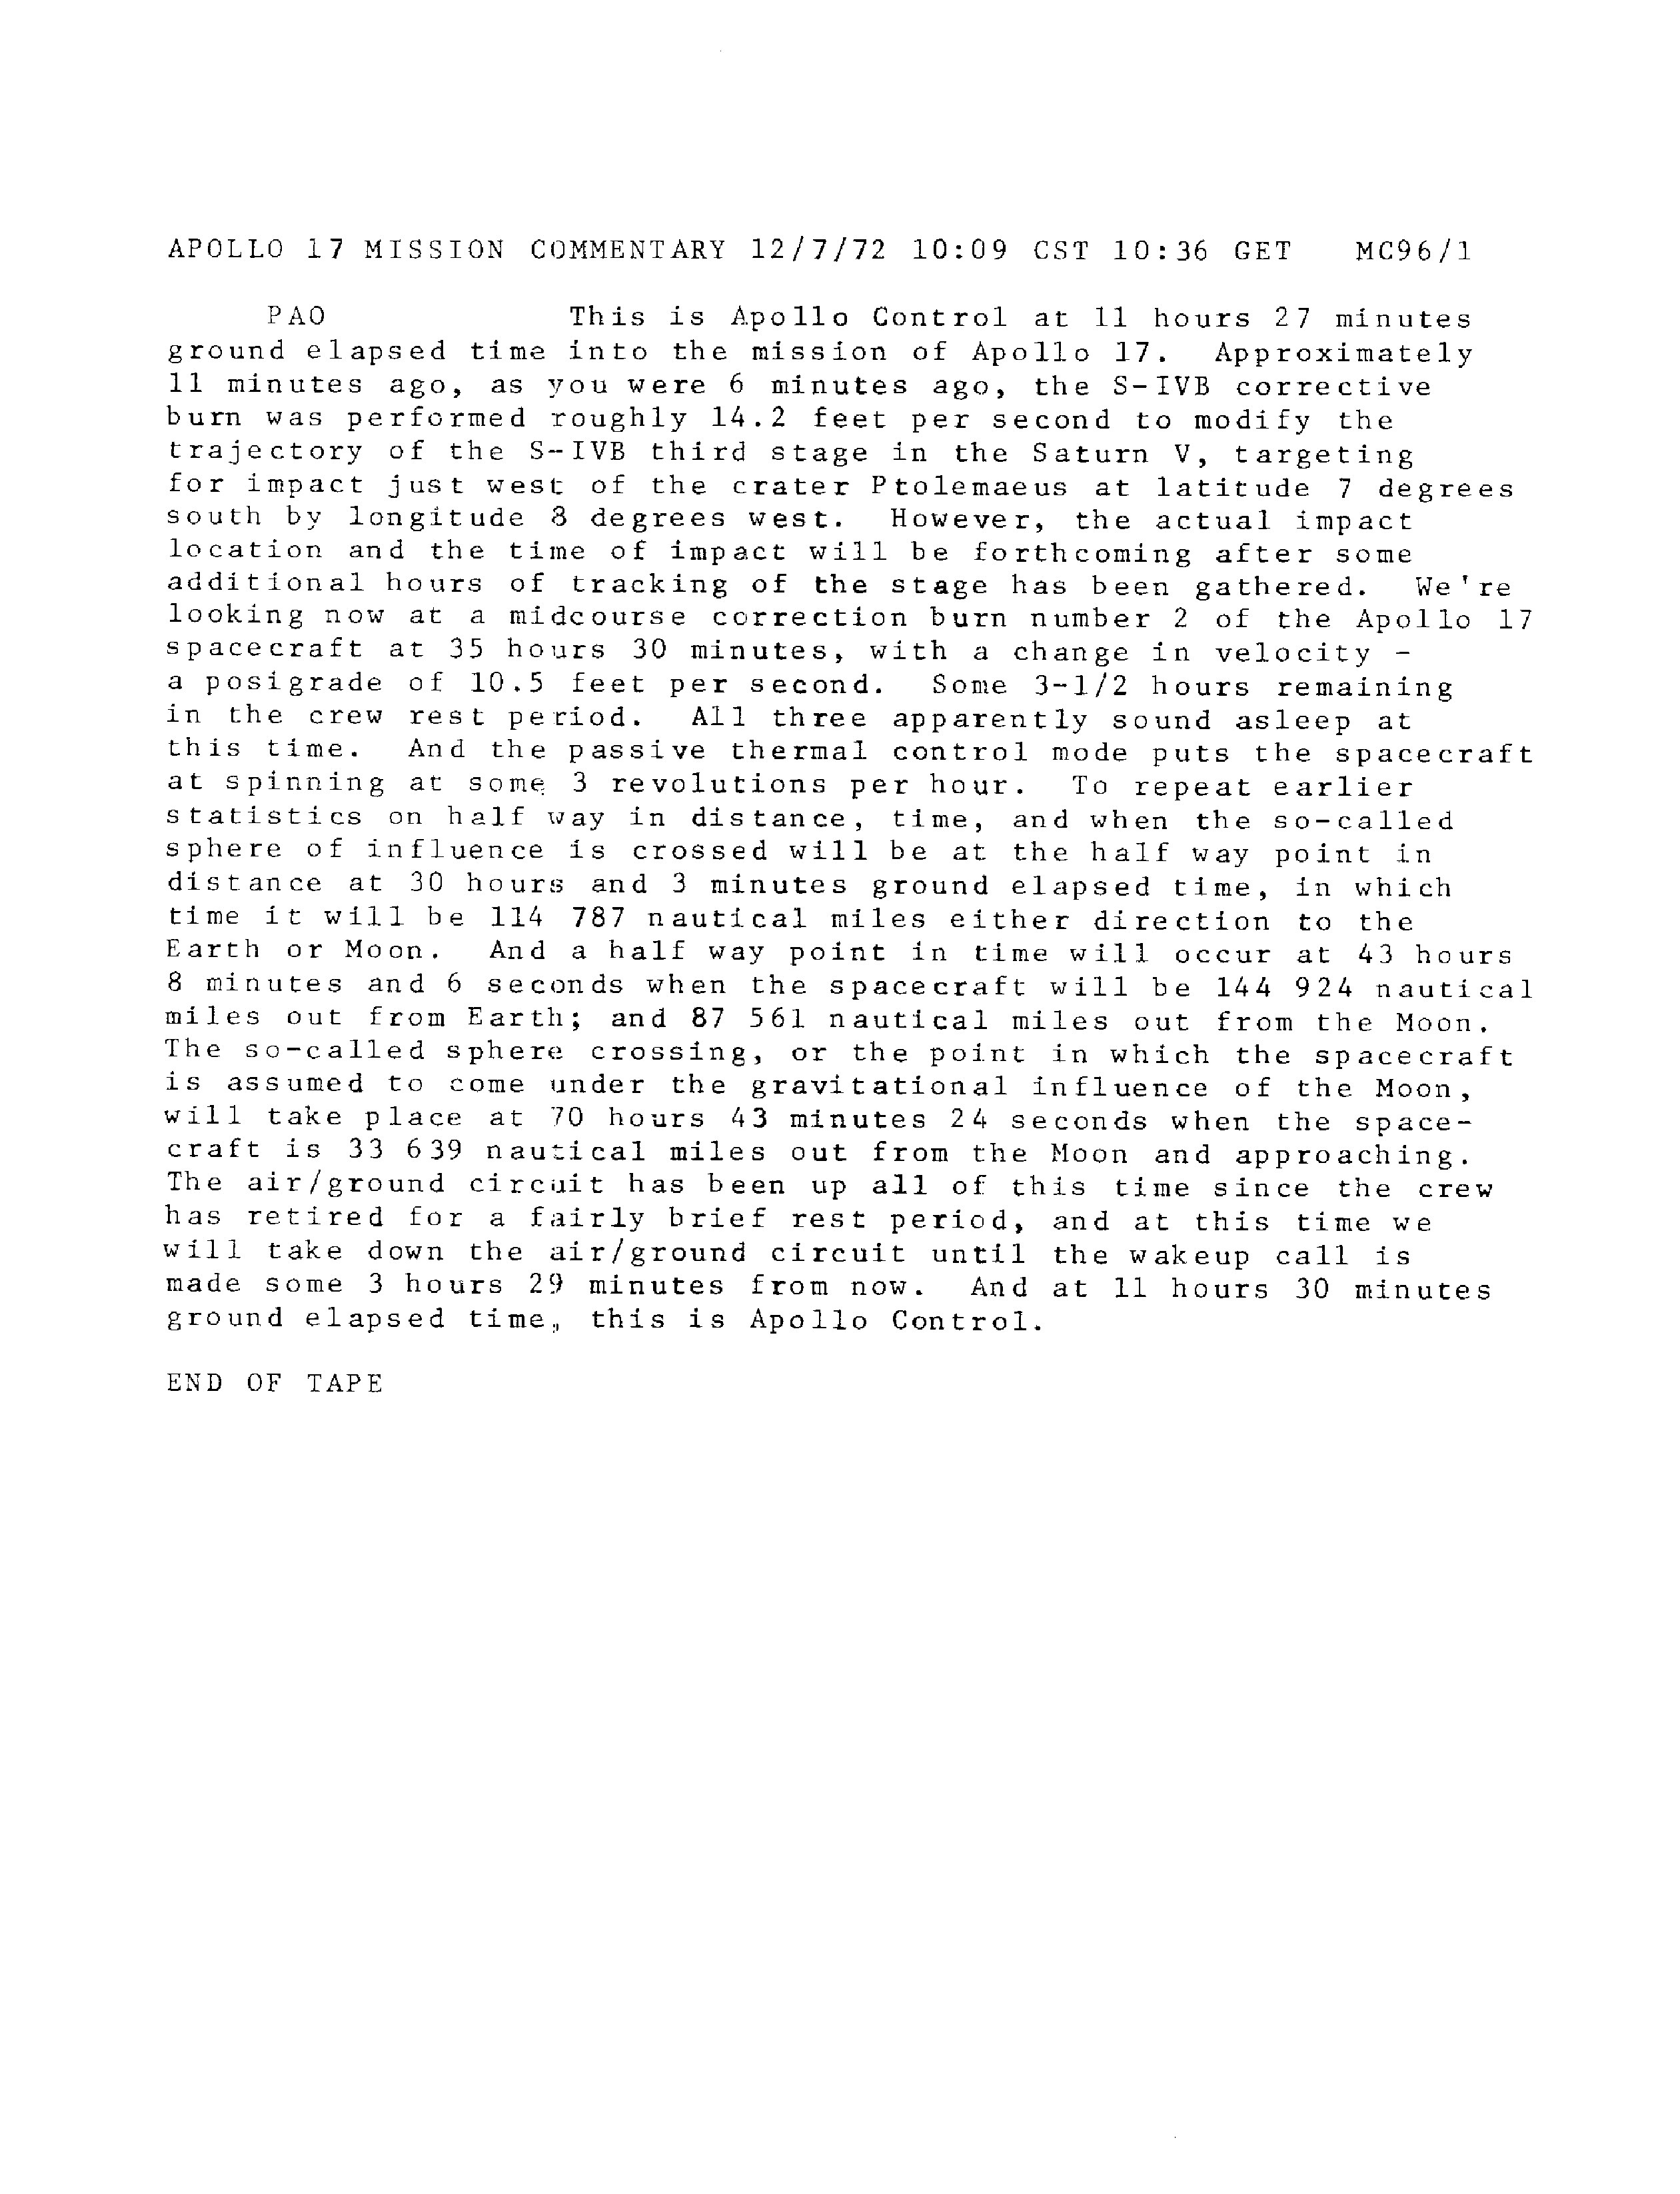 APOLLO 17 MISSION COMMENTARY 12/7/72 10:09 CST 10:36 GET MC96/1
PAO This is Apollo Control at 11 hours 27 minutes
ground elapsed time into the mission of Apollo 17. Approximately
11 minutes ago, as you were 6 minutes ago, the S-IVB corrective
burn was performed roughly 14.2 feet per second to modify the
trajectory of the S-IVB third stage in the Saturn V, targeting
for impact just west of the crater Ptolemaeus at latitude 7 degrees
south by longitude 8 degrees west. However, the actual impact
location and the time of impact will be forthcoming after some
additional hours of tracking of the stage has been gathered. We're
looking now at a midcourse correction burn number 2 of the Apollo 17
spacecraft at 35 hours 30 minutes, with a change in velocity -
a posigrade of 10.5 feet per second. Some 3-1/2 hours remaining
in the crew rest period. All three apparently sound asleep at
this time. And the passive thermal control mode puts the spacecraft
at spinning at some 3 revolutions per hour. To repeat earlier
statistics on half way in distance, time, and when the so-called
sphere of influence is crossed will be at the half way point in
distance at 30 hours and 3 minutes ground elapsed time, in which
time it will be 114 787 nautical miles either direction to the
Earth or Moon. And a half way point in time will occur at 43 hours
8 minutes and 6 seconds when the spacecraft will be 144 924 nautical
miles out from Earth; and 87 561 nautical miles out from the Moon.
The so-called sphere crossing, or the point in which the spacecraft
is assumed to come under the gravitational influence of the Moon,
will take place at 70 hours 43 minutes 24 seconds when the space-
craft is 33 639 nautical miles out from the Moon and approaching.
The air/ground circuit has been up all of this time since the crew
has retired for a fairly brief rest period, and at this time we
will take down the air/ground circuit until the wakeup call is
made some 3 hours 29 minutes from now. And at 11 hours 30 minutes
ground elapsed time, this is Apollo Control.
END OF TAPE